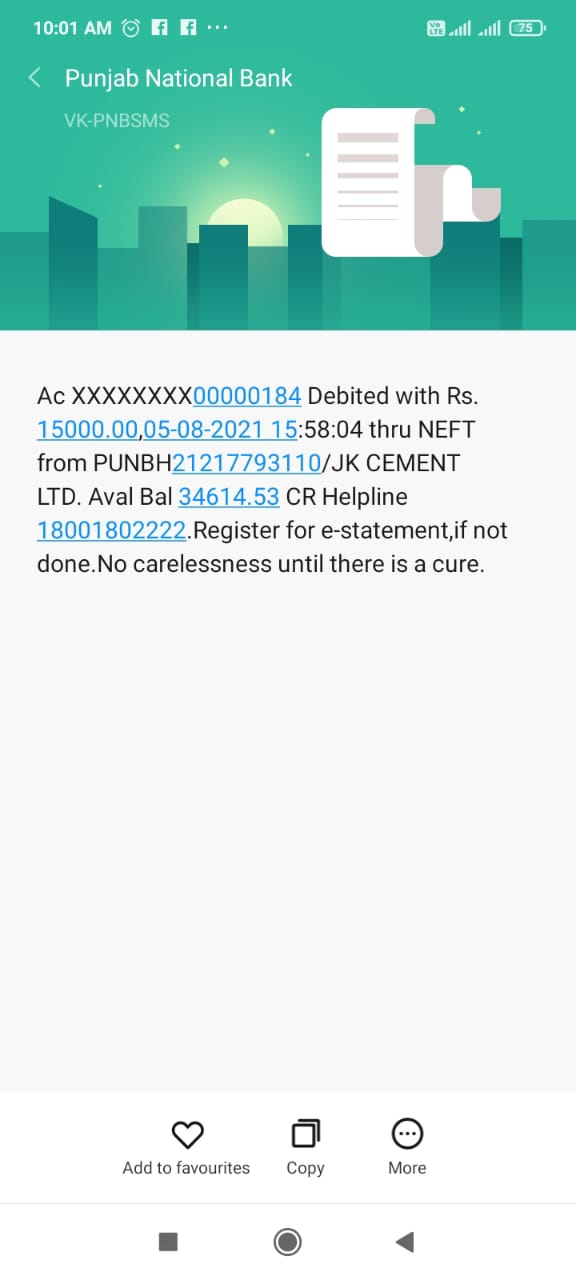 10:01 AM ... 75
Punjab National Bank
VK-PNBSMS
Ac XXXXXXXX00000184 Debited with Rs.
15000.00,05-08-2021 15:58:04 thru NEFT
from PUNBH21217793110/JK CEMENT
LTD. Aval Bal 34614.53 CR Helpline
18001802222.Register for e-statement,if not
done.No carelessness until there is a cure.
Add to favourites Copy More